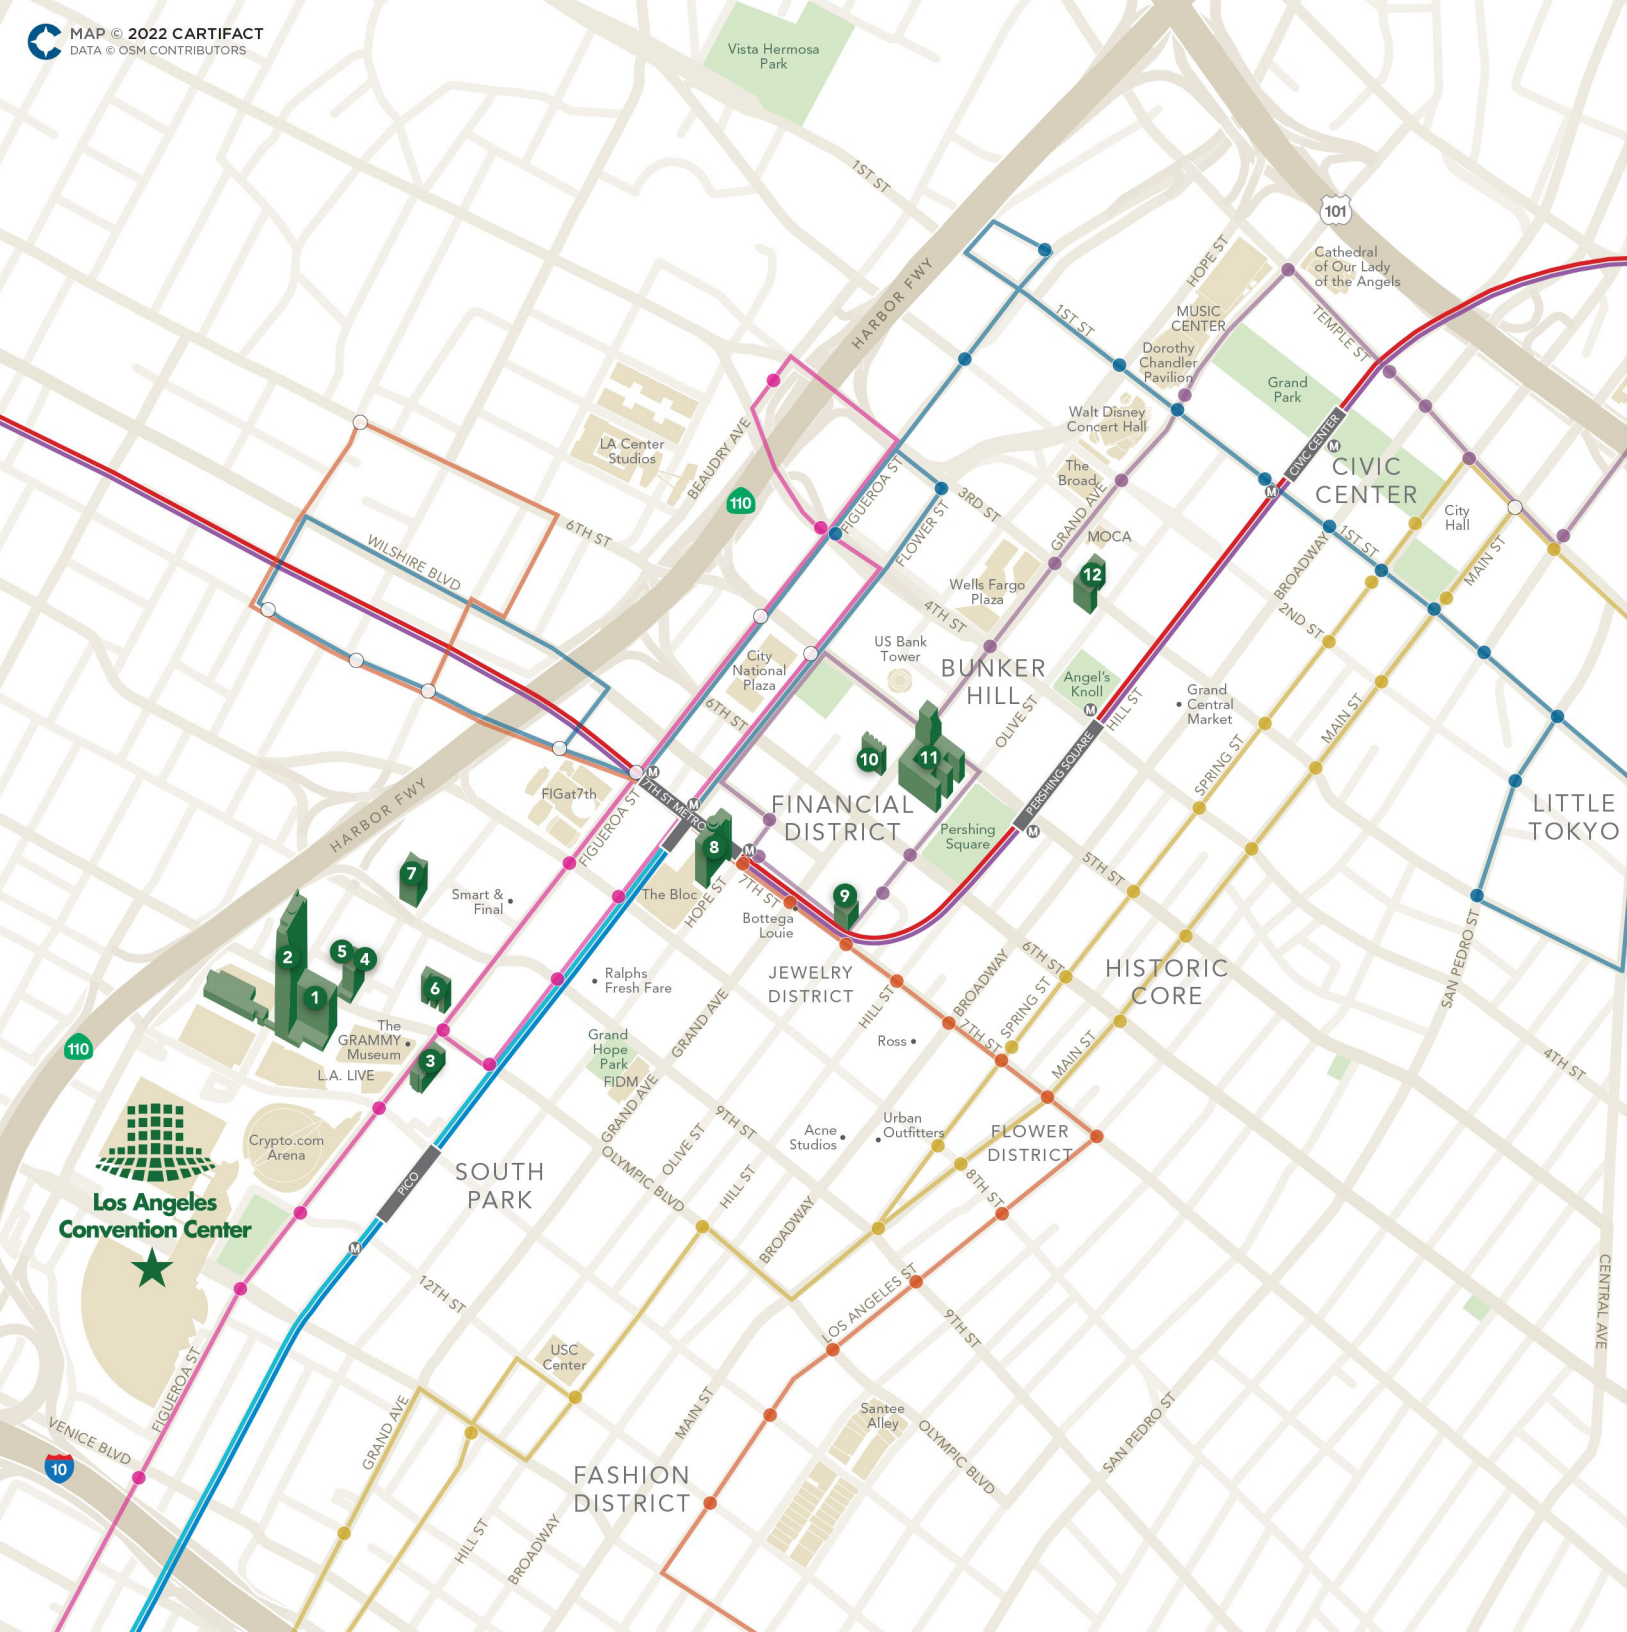 MAP © 2022 CARTIFACT
DATA © OSM CONTRIBUTORS
Vista Hermosa
Park
1ST ST
101
HARBOR FWY
HOPE ST
Cathedral
of Our Lady
of the Angels
MUSIC
CENTER
1ST ST
TEMPLE ST
Dorothy
Chandler
Pavilion
Grand
Park
Walt Disney
Concert Hall
CIVIC CENTER
M
LA Center
Studios
BEAUDRY AVE
110
FIGUEROA ST
The
Broad
CIVIC
CENTER
M
3RD ST
GRAND AVE
City
Hall
6TH ST
FLOWER ST
MOCA
BROADWAY
1ST ST
MAIN ST
WILSHIRE BLVD
12
Wells Fargo
Plaza
4TH ST
2ND ST
City
National
Plaza
US Bank
Tower
BUNKER
HILL
Angel's
Knoll
M
Grand
Central
Market
HILL ST
6TH ST
OLIVE ST
MAIN ST
10
11
SPRING ST
PERSHING SQUARE
M
7TH ST METRO
M
M
FIGat7th
HARBOR FWY
FIGUEROA ST
FINANCIAL
DISTRICT
Pershing
Square
M
LITTLE
TOKYO
8
7
5TH ST
Smart &
Final
The Bloc
HOPE ST
7TH ST
9
Bottega
Louie
2
5
4
6TH ST
BROADWAY
SAN PEDRO ST
JEWELRY
DISTRICT
HISTORIC
CORE
Ralphs
Fresh Fare
6
1
HILL ST
SPRING ST
7TH ST
The
GRAMMY
Museum
Grand
Hope
Park
GRAND AVE
Ross
MAIN ST
110
3
L.A. LIVE
FIDM
4TH ST
GRAND AVE
9TH ST
Crypto.com
Arena
Acne
Studios
Urban
Outfitters
FLOWER
DISTRICT
OLIVE ST
OLYMPIC BLVD
HILL ST
8TH ST
PICO
SOUTH
PARK
Los Angeles
Convention Center
BROADWAY
M
12TH ST
LOS ANGELES ST
9TH ST
CENTRAL AVE
USC
Center
FIGUEROA ST
GRAND AVE
MAIN ST
Santee
Alley
OLYMPIC BLVD
SAN PEDRO ST
VENICE BLVD
10
FASHION
DISTRICT
HILL ST
BROADWAY